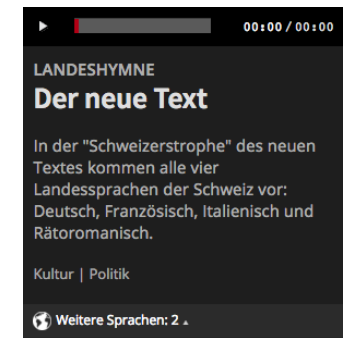 00:00 / 00:00
LANDESHYMNE
Der neue Text
In der "Schweizerstrophe" des neuen
Textes kommen alle vier
Landessprachen der Schweiz vor:
Deutsch, Französisch, Italienisch und
Rätoromanisch.
Kultur | Politik
Weitere Sprachen: 2